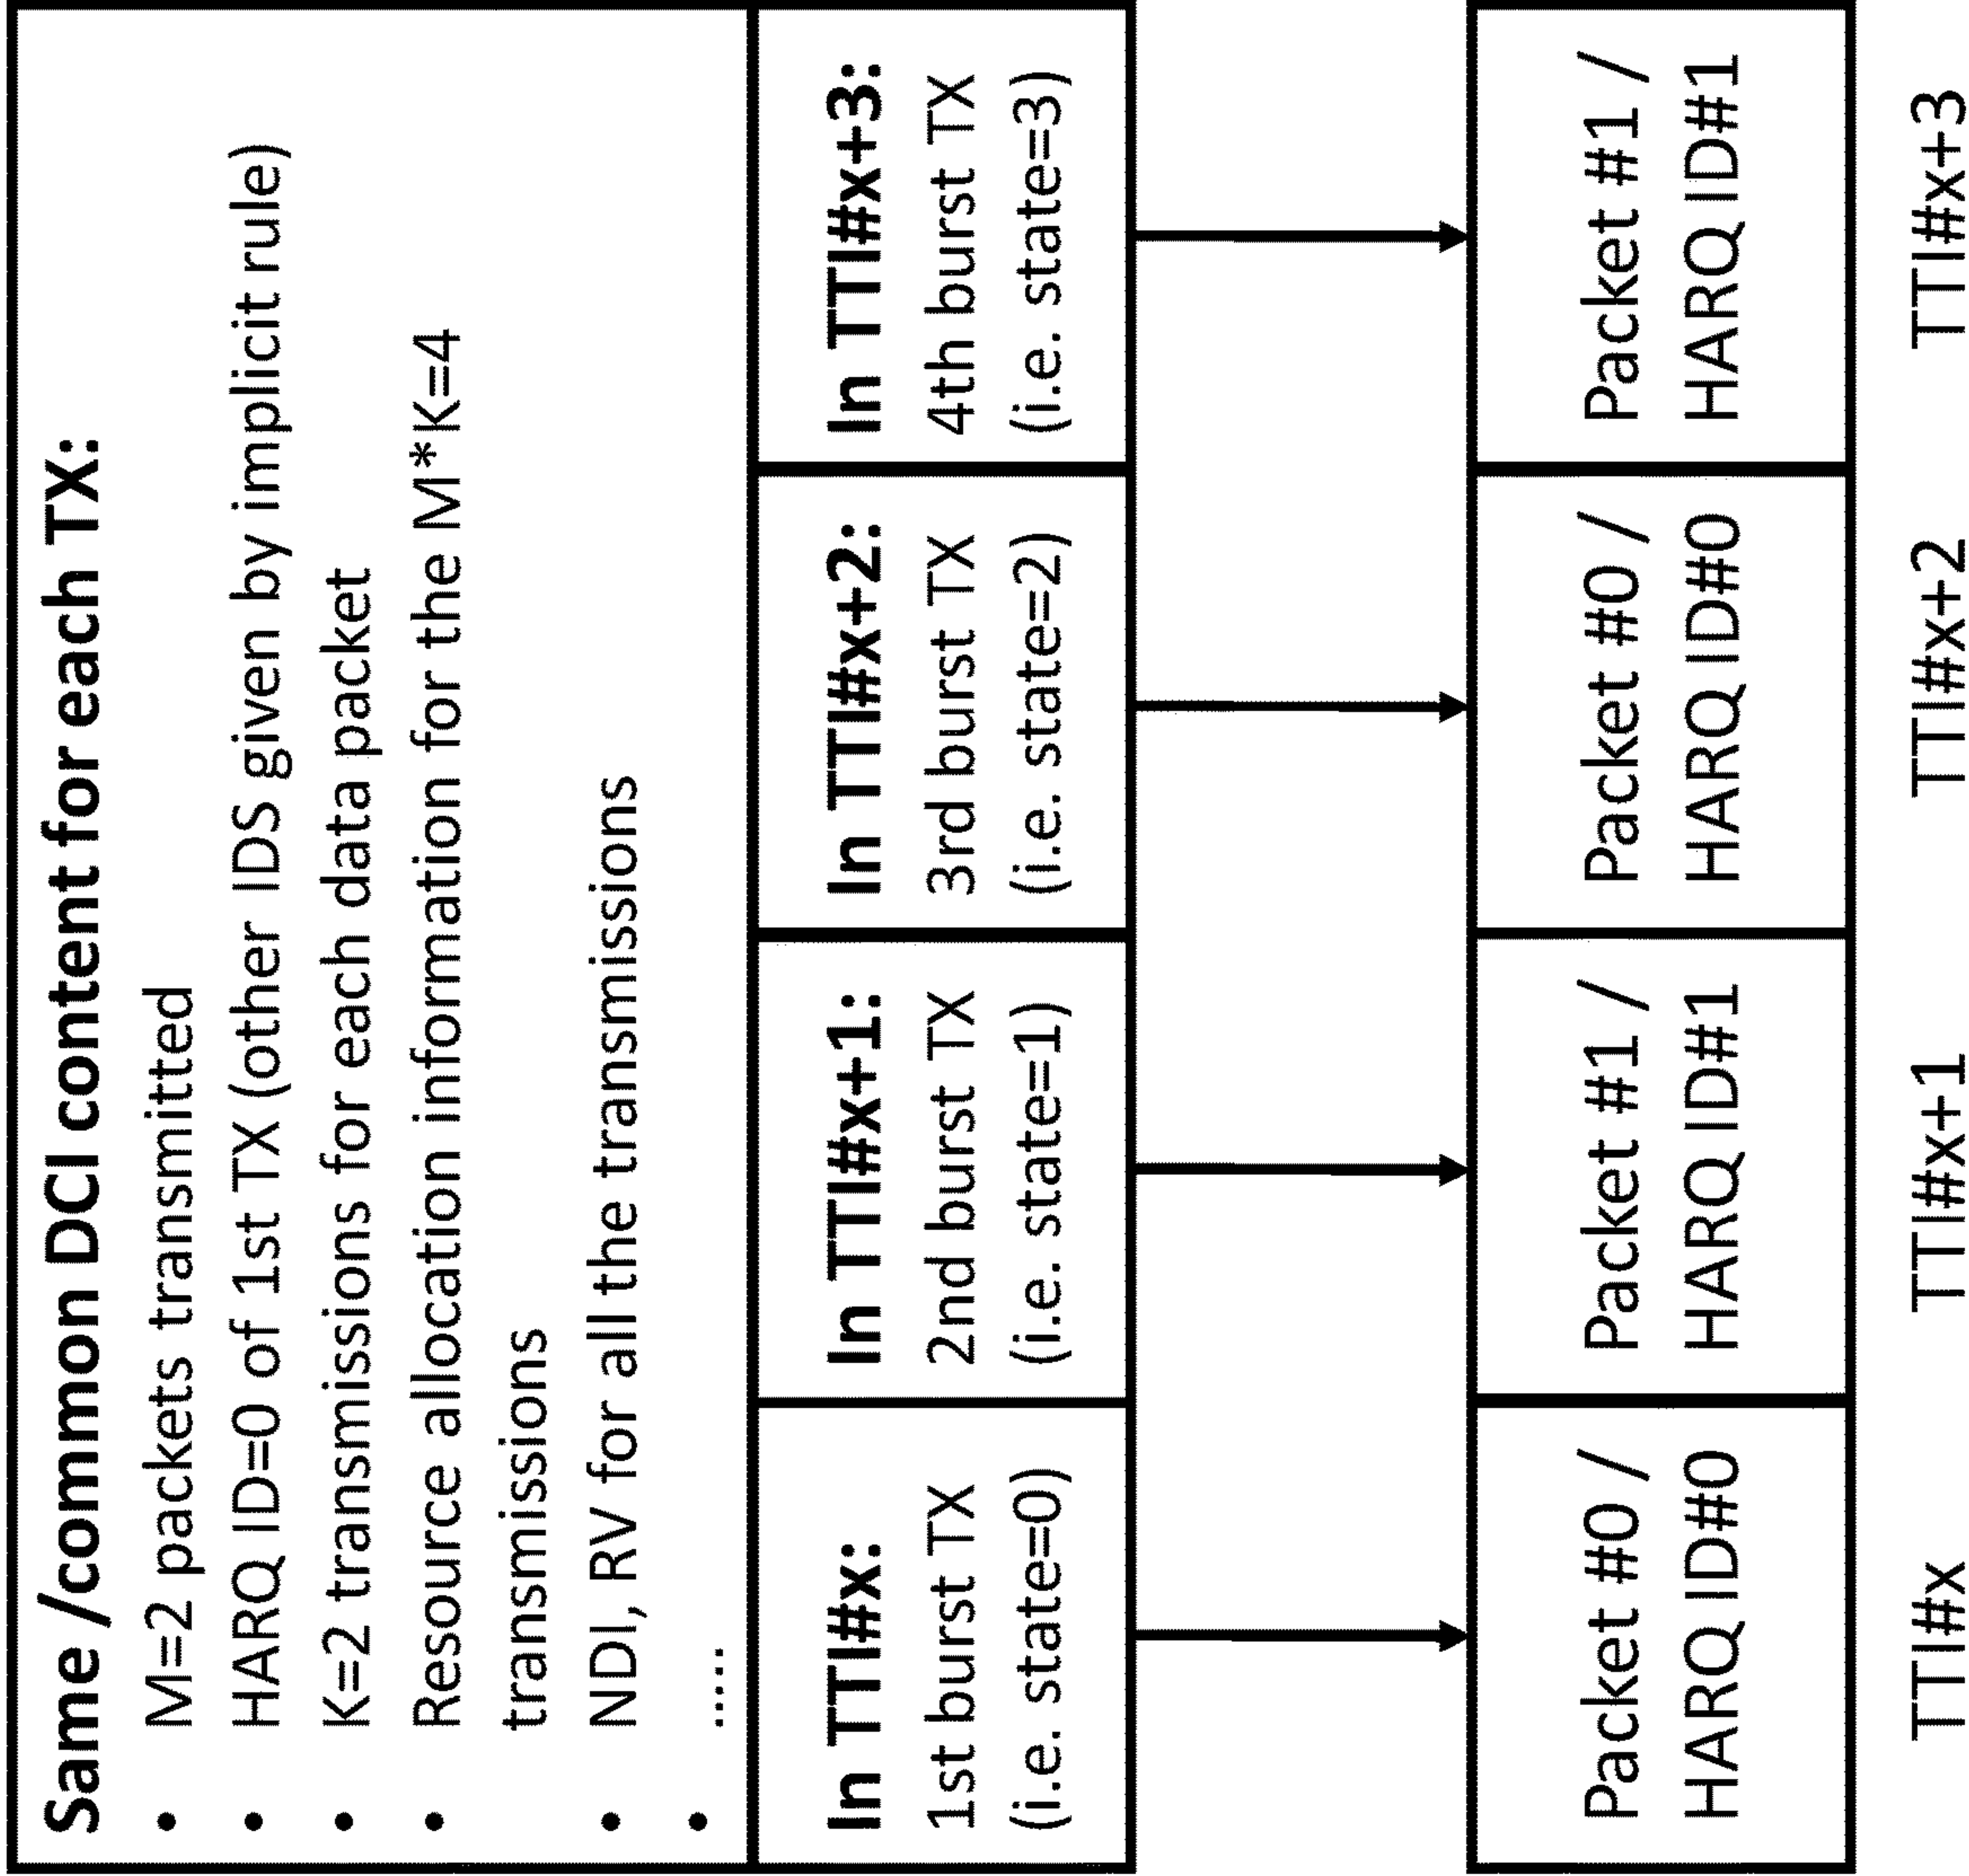 Same /common DCI content for each TX:
• M=2 packets transmitted
• HARQ ID=0 of 1st TX (other IDS given by implicit rule)
• K=2 transmissions for each data packet
• Resource allocation information for the M*K=4
transmissions
• NDI, RV for all the transmissions
• .....
In TTI#x:
1st burst TX
(i.e. state=0)
In TTI#x+1:
2nd burst TX
(i.e. state=1)
In TTI#x+2:
3rd burst TX
(i.e. state=2)
In TTI#x+3:
4th burst TX
(i.e. state=3)
Packet #0 /
HARQ ID#0
Packet #1 /
HARQ ID#1
Packet #0 /
HARQ ID#0
Packet #1 /
HARQ ID#1
TTI#x
TTI#x+1
TTI#x+2
TTI#x+3